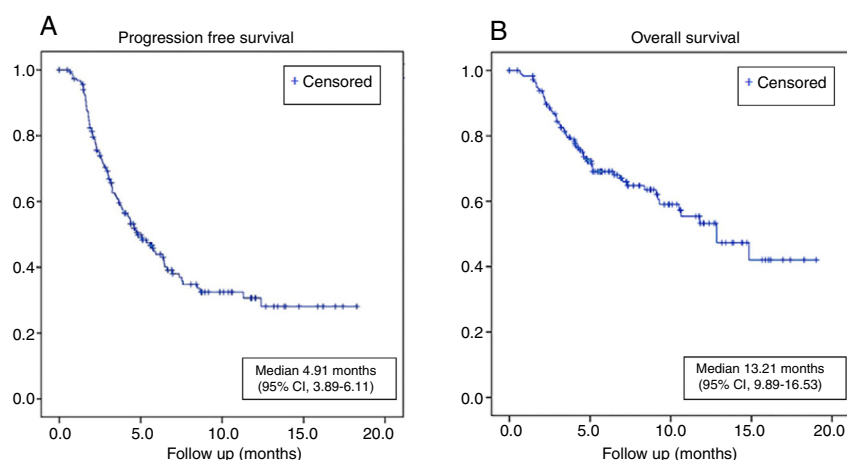 A
Progression free survival
+ Censored
1.0
0.8
0.6
0.4
0.2
0.0
Median 4.91 months
(95% CI, 3.89-6.11)
0.0 5.0 10.0 15.0 20.0
Follow up (months)
B
Overall survival
+ Censored
1.0
0.8
0.6
0.4
0.2
0.0
Median 13.21 months
(95% CI, 9.89-16.53)
0.0 5.0 10.0 15.0 20.0
Follow up (months)